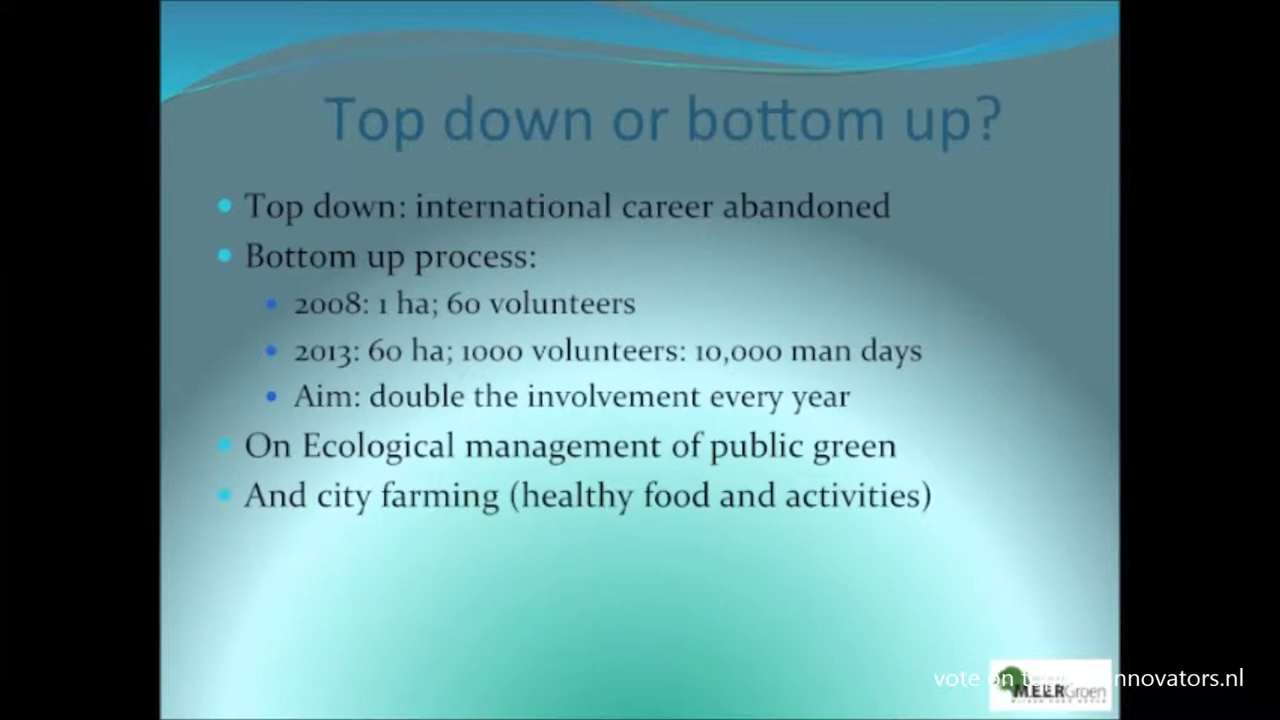 Top down or bottom up?
Top down: international career abandoned
Bottom up process:
2008: 1 ha; 60 volunteers
2013: 60 ha; 1000 volunteers: 10,000 man days
Aim: double the involvement every year
On Ecological management of public green
And city farming (healthy food and activities)
vote on nnovators.nl
MEERGroen